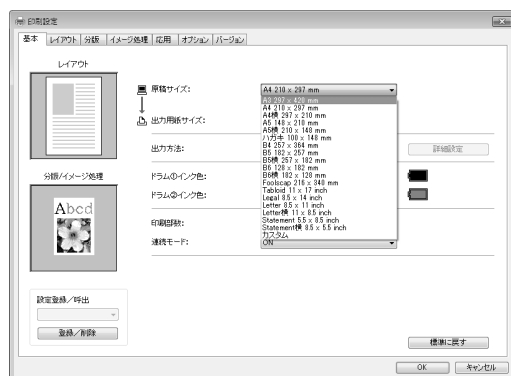 印刷設定
基本 レイアウト 分版 イメージ処理 応用 オプション バージョン
レイアウト
原稿サイズ:
A4 210 x 297 mm
A3 297 x 420 mm
A4 210 x 297 mm
A4横 297 x 210 mm
A5 148 x 210 mm
A5横 210 x 148 mm
ハガキ 100 x 148 mm
B4 257 x 364 mm
B5 182 x 257 mm
B5横 257 x 182 mm
B6 128 x 182 mm
B6横 182 x 128 mm
Foolscap 216 x 340 mm
Tabloid 11 x 17 inch
Legal 8.5 x 14 inch
Letter 8.5 x 11 inch
Letter横 11 x 8.5 inch
Statement 5.5 x 8.5 inch
Statement横 8.5 x 5.5 inch
カスタム
出力用紙サイズ:
出力方法:
詳細設定
分版/イメージ処理
Abcd
ドラム①インク色:
ドラム②インク色:
印刷部数:
連続モード:
ON
設定登録/呼出
登録/削除
標準に戻す
OK キャンセル